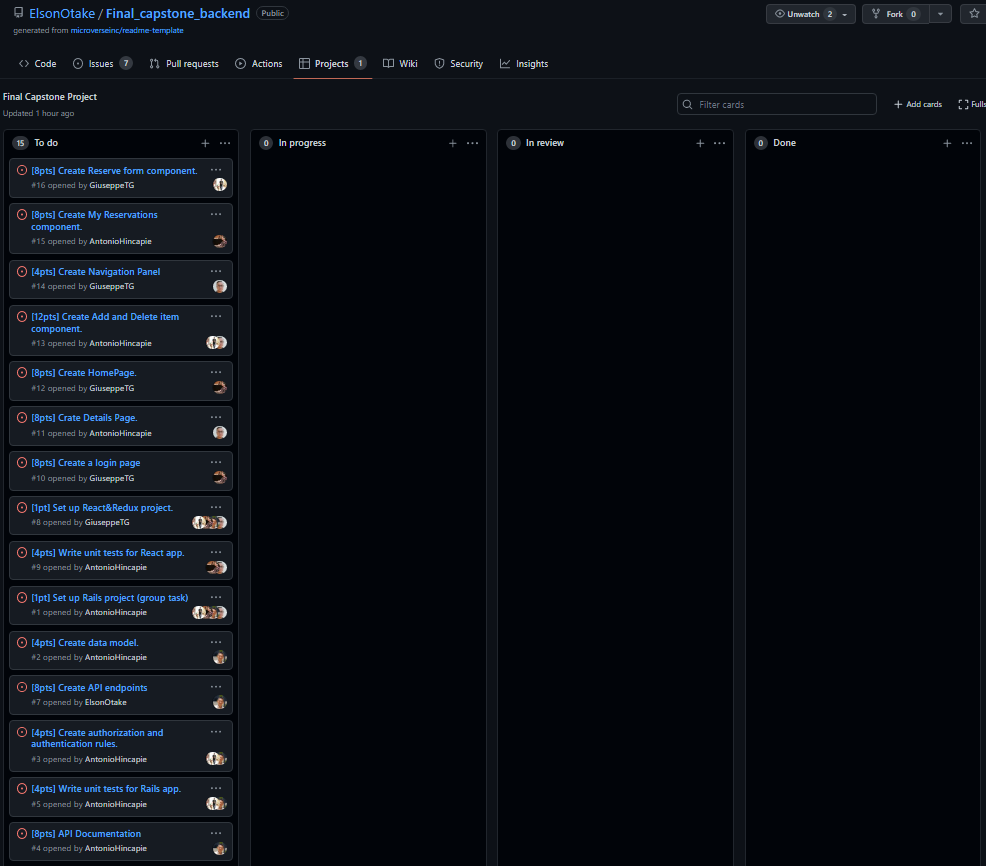 ElsonOtake / Final_capstone_backend Public
Unwatch 2
Fork 0
generated from microverseinc/readme-template
Code
Issues 7
Pull requests
Actions
Projects 1
Wiki
Security
Insights
Final Capstone Project
Updated 1 hour ago
Filter cards
+ Add cards
Fulls
15 To do
[8pts] Create Reserve form component.
#16 opened by GiuseppeTG
[8pts] Create My Reservations
component.
#15 opened by AntonioHincapie
[4pts] Create Navigation Panel
#14 opened by GiuseppeTG
[12pts] Create Add and Delete item
component.
#13 opened by AntonioHincapie
[8pts] Create HomePage.
#12 opened by GiuseppeTG
[8pts] Crate Details Page.
#11 opened by AntonioHincapie
[8pts] Create a login page
#10 opened by GiuseppeTG
[1pt] Set up React&Redux project.
#8 opened by GiuseppeTG
[4pts] Write unit tests for React app.
#9 opened by AntonioHincapie
[1pt] Set up Rails project (group task)
#1 opened by AntonioHincapie
[4pts] Create data model.
#2 opened by AntonioHincapie
[8pts] Create API endpoints
#7 opened by ElsonOtake
[4pts] Create authorization and
authentication rules.
#3 opened by AntonioHincapie
[4pts] Write unit tests for Rails app.
#5 opened by AntonioHincapie
[8pts] API Documentation
#4 opened by AntonioHincapie
0 In progress
0 In review
0 Done